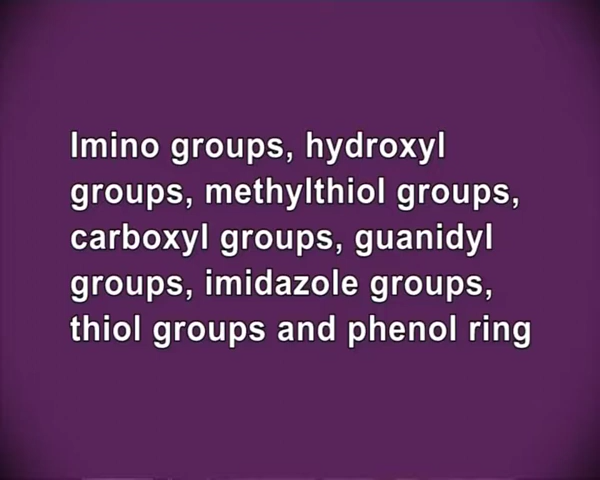 Imino groups, hydroxyl
groups, methylthiol groups,
carboxyl groups, guanidyl
groups, imidazole groups,
thiol groups and phenol ring